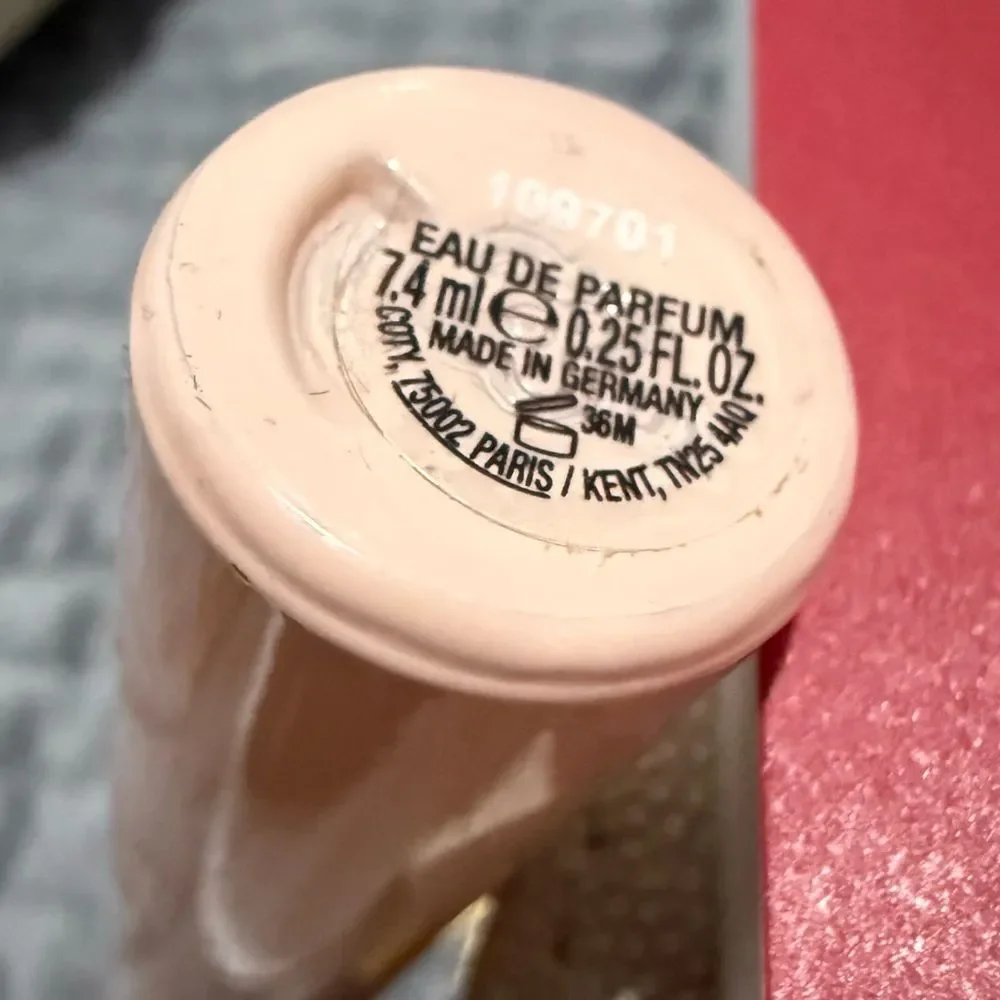 109701
EAU DE PARFUM
7.4 ml ℮ 0.25 FL. OZ.
MADE IN GERMANY
36M
COTY, 75002 PARIS / KENT, TN25 4AQ